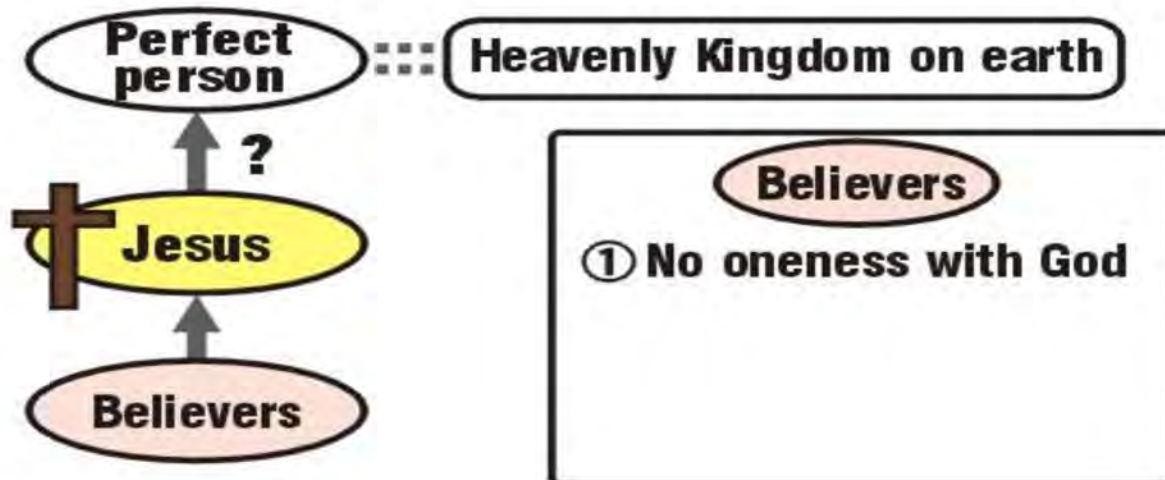 Perfect
person
Heavenly Kingdom on earth
?
Jesus
Believers
Believers
① No oneness with God